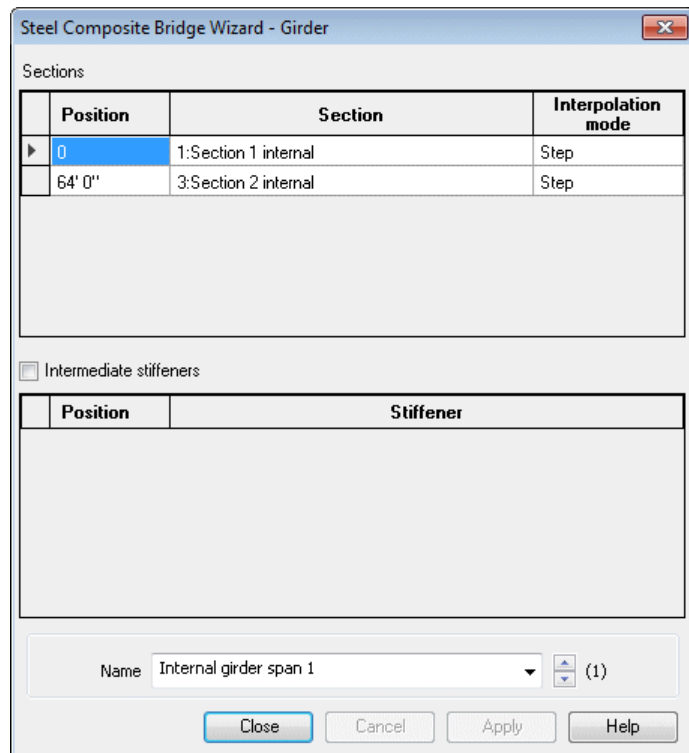 Steel Composite Bridge Wizard - Girder
Sections
Position Section Interpolation mode
0 1:Section 1 internal Step
64' 0" 3:Section 2 internal Step
Intermediate stiffeners
Position Stiffener
Name Internal girder span 1 (1)
Close Cancel Apply Help